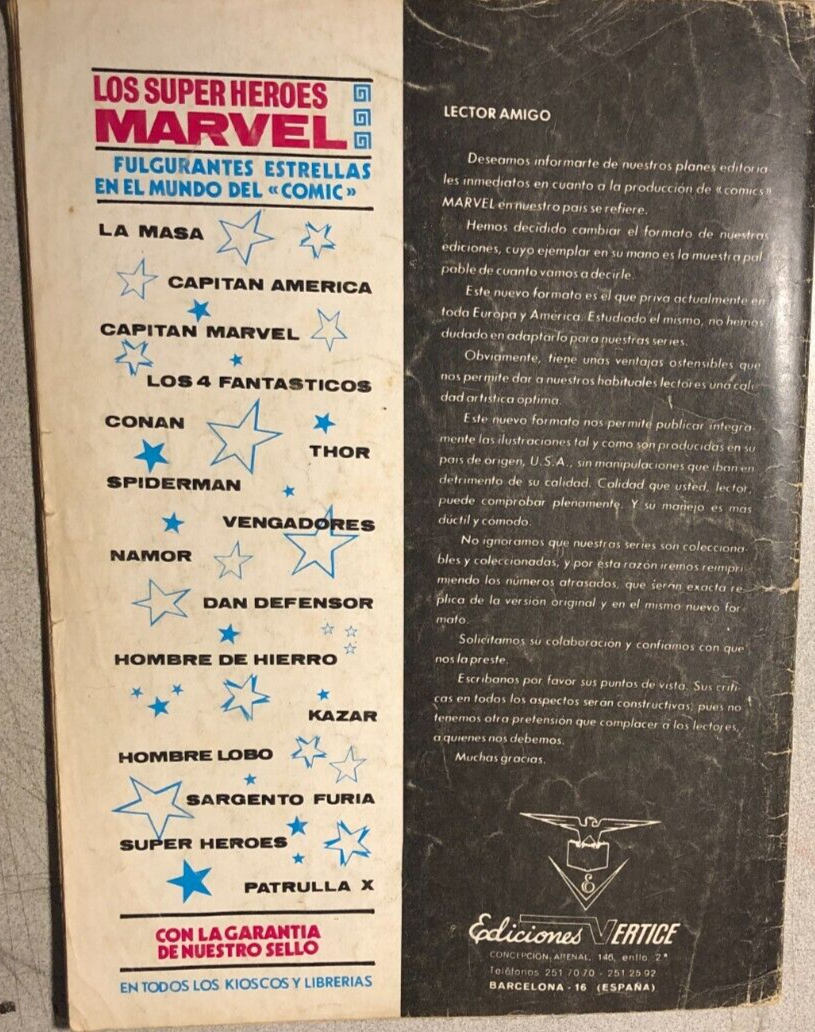 LOS SUPER HEROES
MARVEL
FULGURANTES ESTRELLAS
EN EL MUNDO DEL «COMIC»
LA MASA
CAPITAN AMERICA
CAPITAN MARVEL
LOS 4 FANTASTICOS
CONAN
THOR
SPIDERMAN
VENGADORES
NAMOR
DAN DEFENSOR
HOMBRE DE HIERRO
KAZAR
HOMBRE LOBO
SARGENTO FURIA
SUPER HEROES
PATRULLA X
CON LA GARANTIA
DE NUESTRO SELLO
EN TODOS LOS KIOSCOS Y LIBRERIAS
LECTOR AMIGO
Deseamos informarte de nuestros planes editoria
les inmediatos en cuanto a la producción de «comics»
MARVEL en nuestro país se refiere.
Hemos decidido cambiar el formato de nuestras
ediciones, cuyo ejemplar en su mano es la muestra pal-
pable de cuanto vamos a decirle.
Este nuevo formato es el que priva actualmente en
toda Europa y América. Estudiado el mismo, no hemos
dudado en adaptarlo para nuestras series.
Obviamente, tiene unas ventajas ostensibles que
nos permite dar a nuestros habituales lectores una cali-
dad artística óptima.
Este nuevo formato nos permite publicar íntegra-
mente las ilustraciones tal y como son producidas en su
país de origen, U.S.A., sin manipulaciones que iban en
detrimento de su calidad. Calidad que usted, lector,
puede comprobar plenamente. Y su manejo es más
dúctil y cómodo.
No ignoramos que nuestras series son colecciona-
bles y coleccionadas, y por ésta razón iremos reimpri-
miendo los números atrasados, que serán exacta ré
plica de la versión original y en el mismo nuevo for-
mato.
Solicitamos su colaboración y confiamos con que
nos la preste.
Escríbanos por favor sus puntos de vista. Sus críti-
cas en todos los aspectos serán constructivas, pues no
tenemos otra pretensión que complacer a los lectores,
a quienes nos debemos.
Muchas gracias.
E
Ediciones VERTICE
CONCEPCION ARENAL, 146, entlo. 2.ª
Teléfonos 251 70 70 - 251 25 92
BARCELONA - 16 (ESPAÑA)